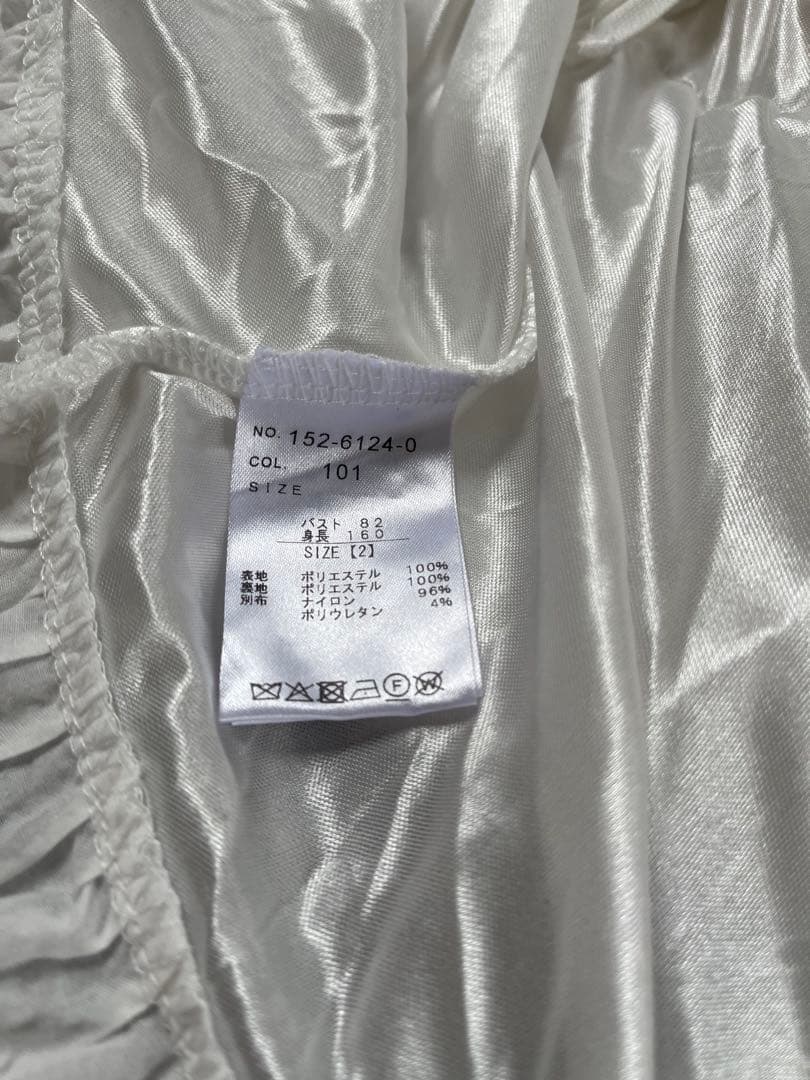 NO. 152-6124-0
COL. 101
SIZE
バスト 82
身長 160
SIZE【2】
表地 ポリエステル 100%
裏地 ポリエステル 100%
別布 ナイロン 96%
ポリウレタン 4%
F W